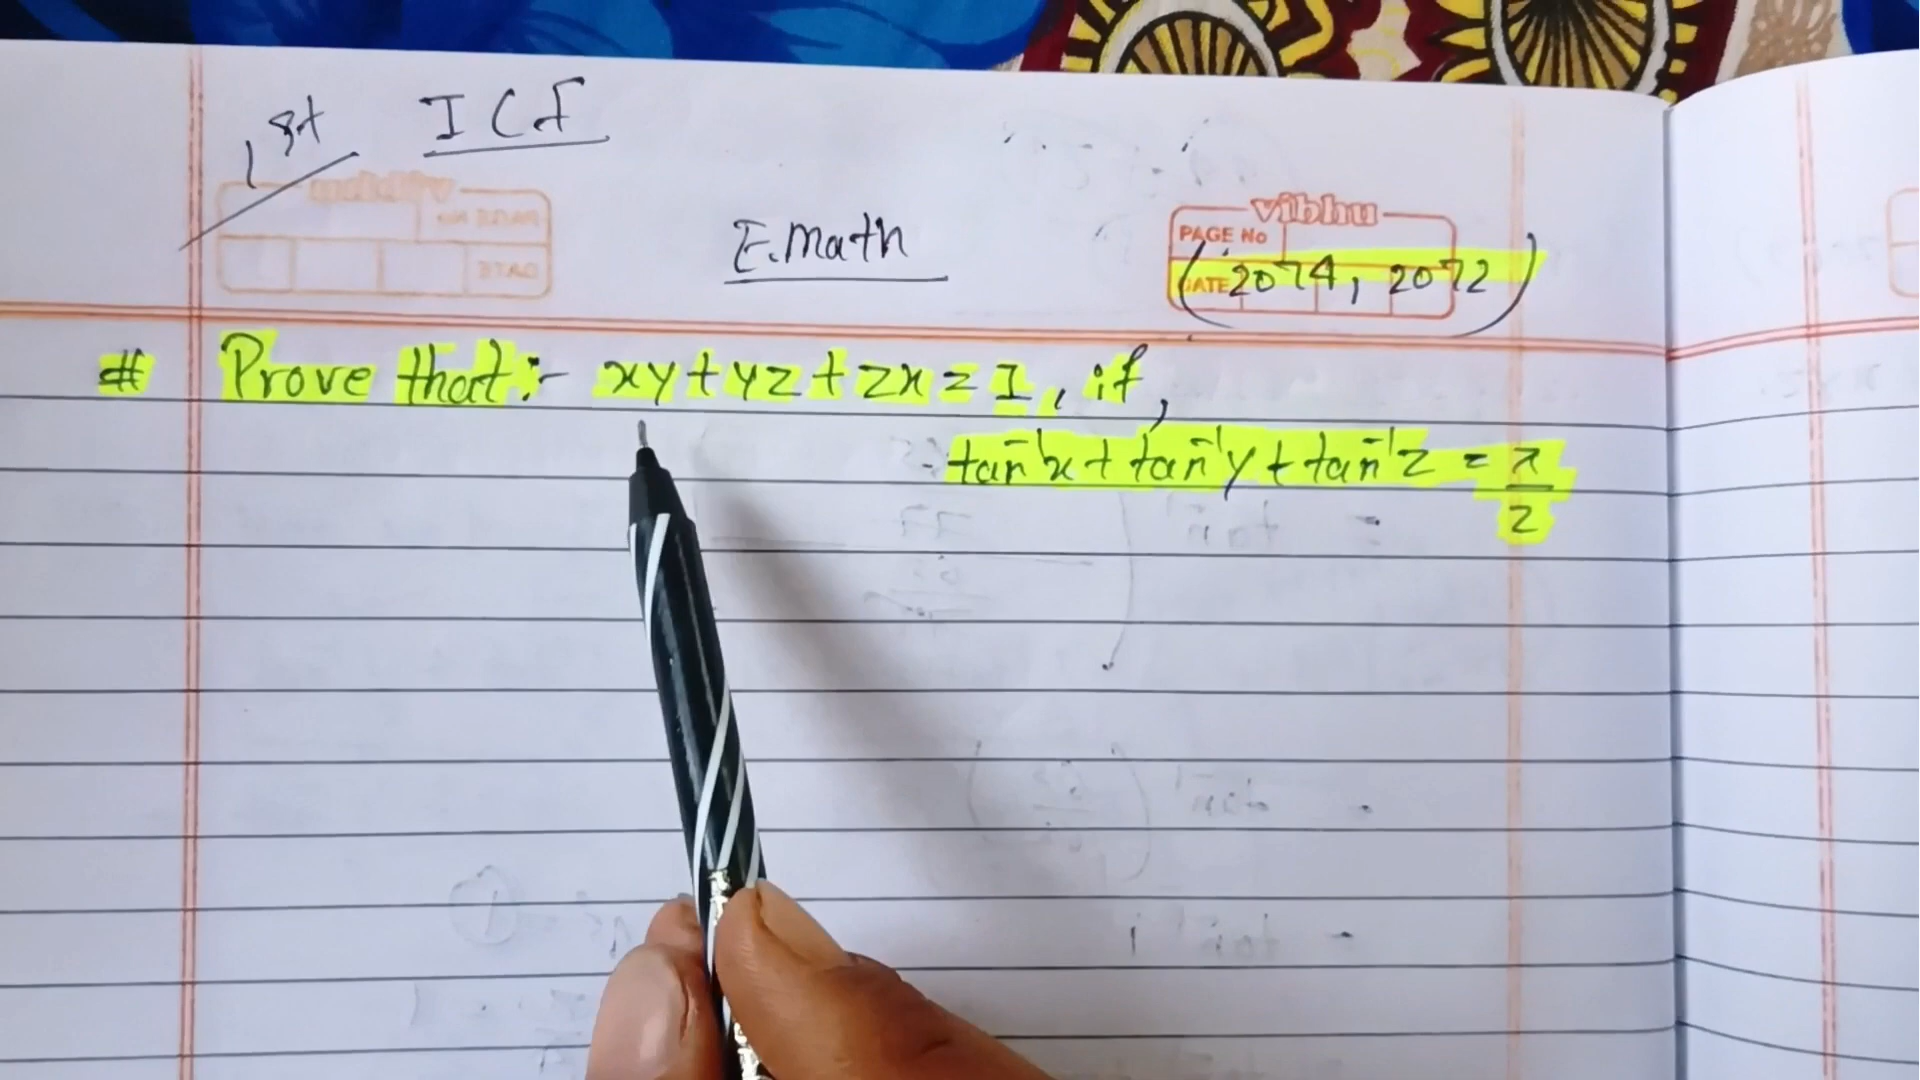 1st ICT
E.math
vibhu
PAGE No
DATE
(2074, 2072)
# Prove that:- xy+yz+zx=1, if,
tan⁻¹x + tan⁻¹y + tan⁻¹z = π/2